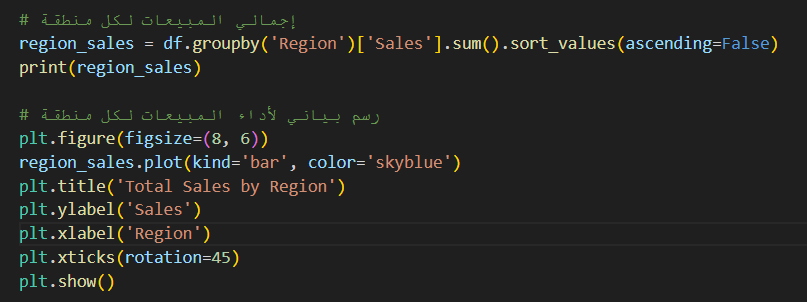 # إجمالي المبيعات لكل منطقة
region_sales = df.groupby('Region')['Sales'].sum().sort_values(ascending=False)
print(region_sales)
# رسم بياني لأداء المبيعات لكل منطقة
plt.figure(figsize=(8, 6))
region_sales.plot(kind='bar', color='skyblue')
plt.title('Total Sales by Region')
plt.ylabel('Sales')
plt.xlabel('Region')
plt.xticks(rotation=45)
plt.show()